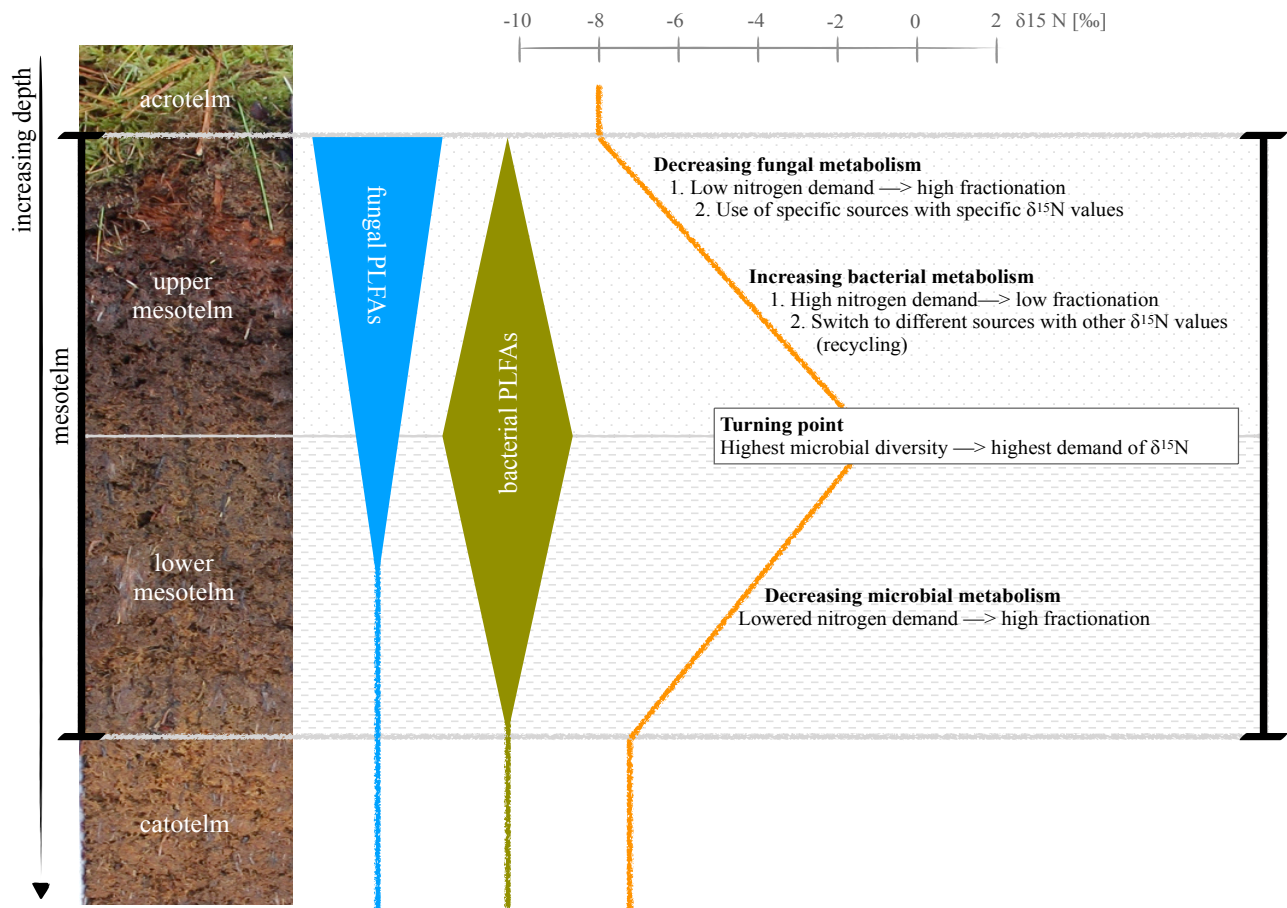 -10 -8 -6 -4 -2 0 2 δ15 N [‰]
increasing depth
acrotelm
mesotelm
upper
mesotelm
lower
mesotelm
catotelm
fungal PLFAs
bacterial PLFAs
Decreasing fungal metabolism
1. Low nitrogen demand —> high fractionation
2. Use of specific sources with specific δ¹⁵N values
Increasing bacterial metabolism
1. High nitrogen demand—> low fractionation
2. Switch to different sources with other δ¹⁵N values
(recycling)
Turning point
Highest microbial diversity —> highest demand of δ¹⁵N
Decreasing microbial metabolism
Lowered nitrogen demand —> high fractionation